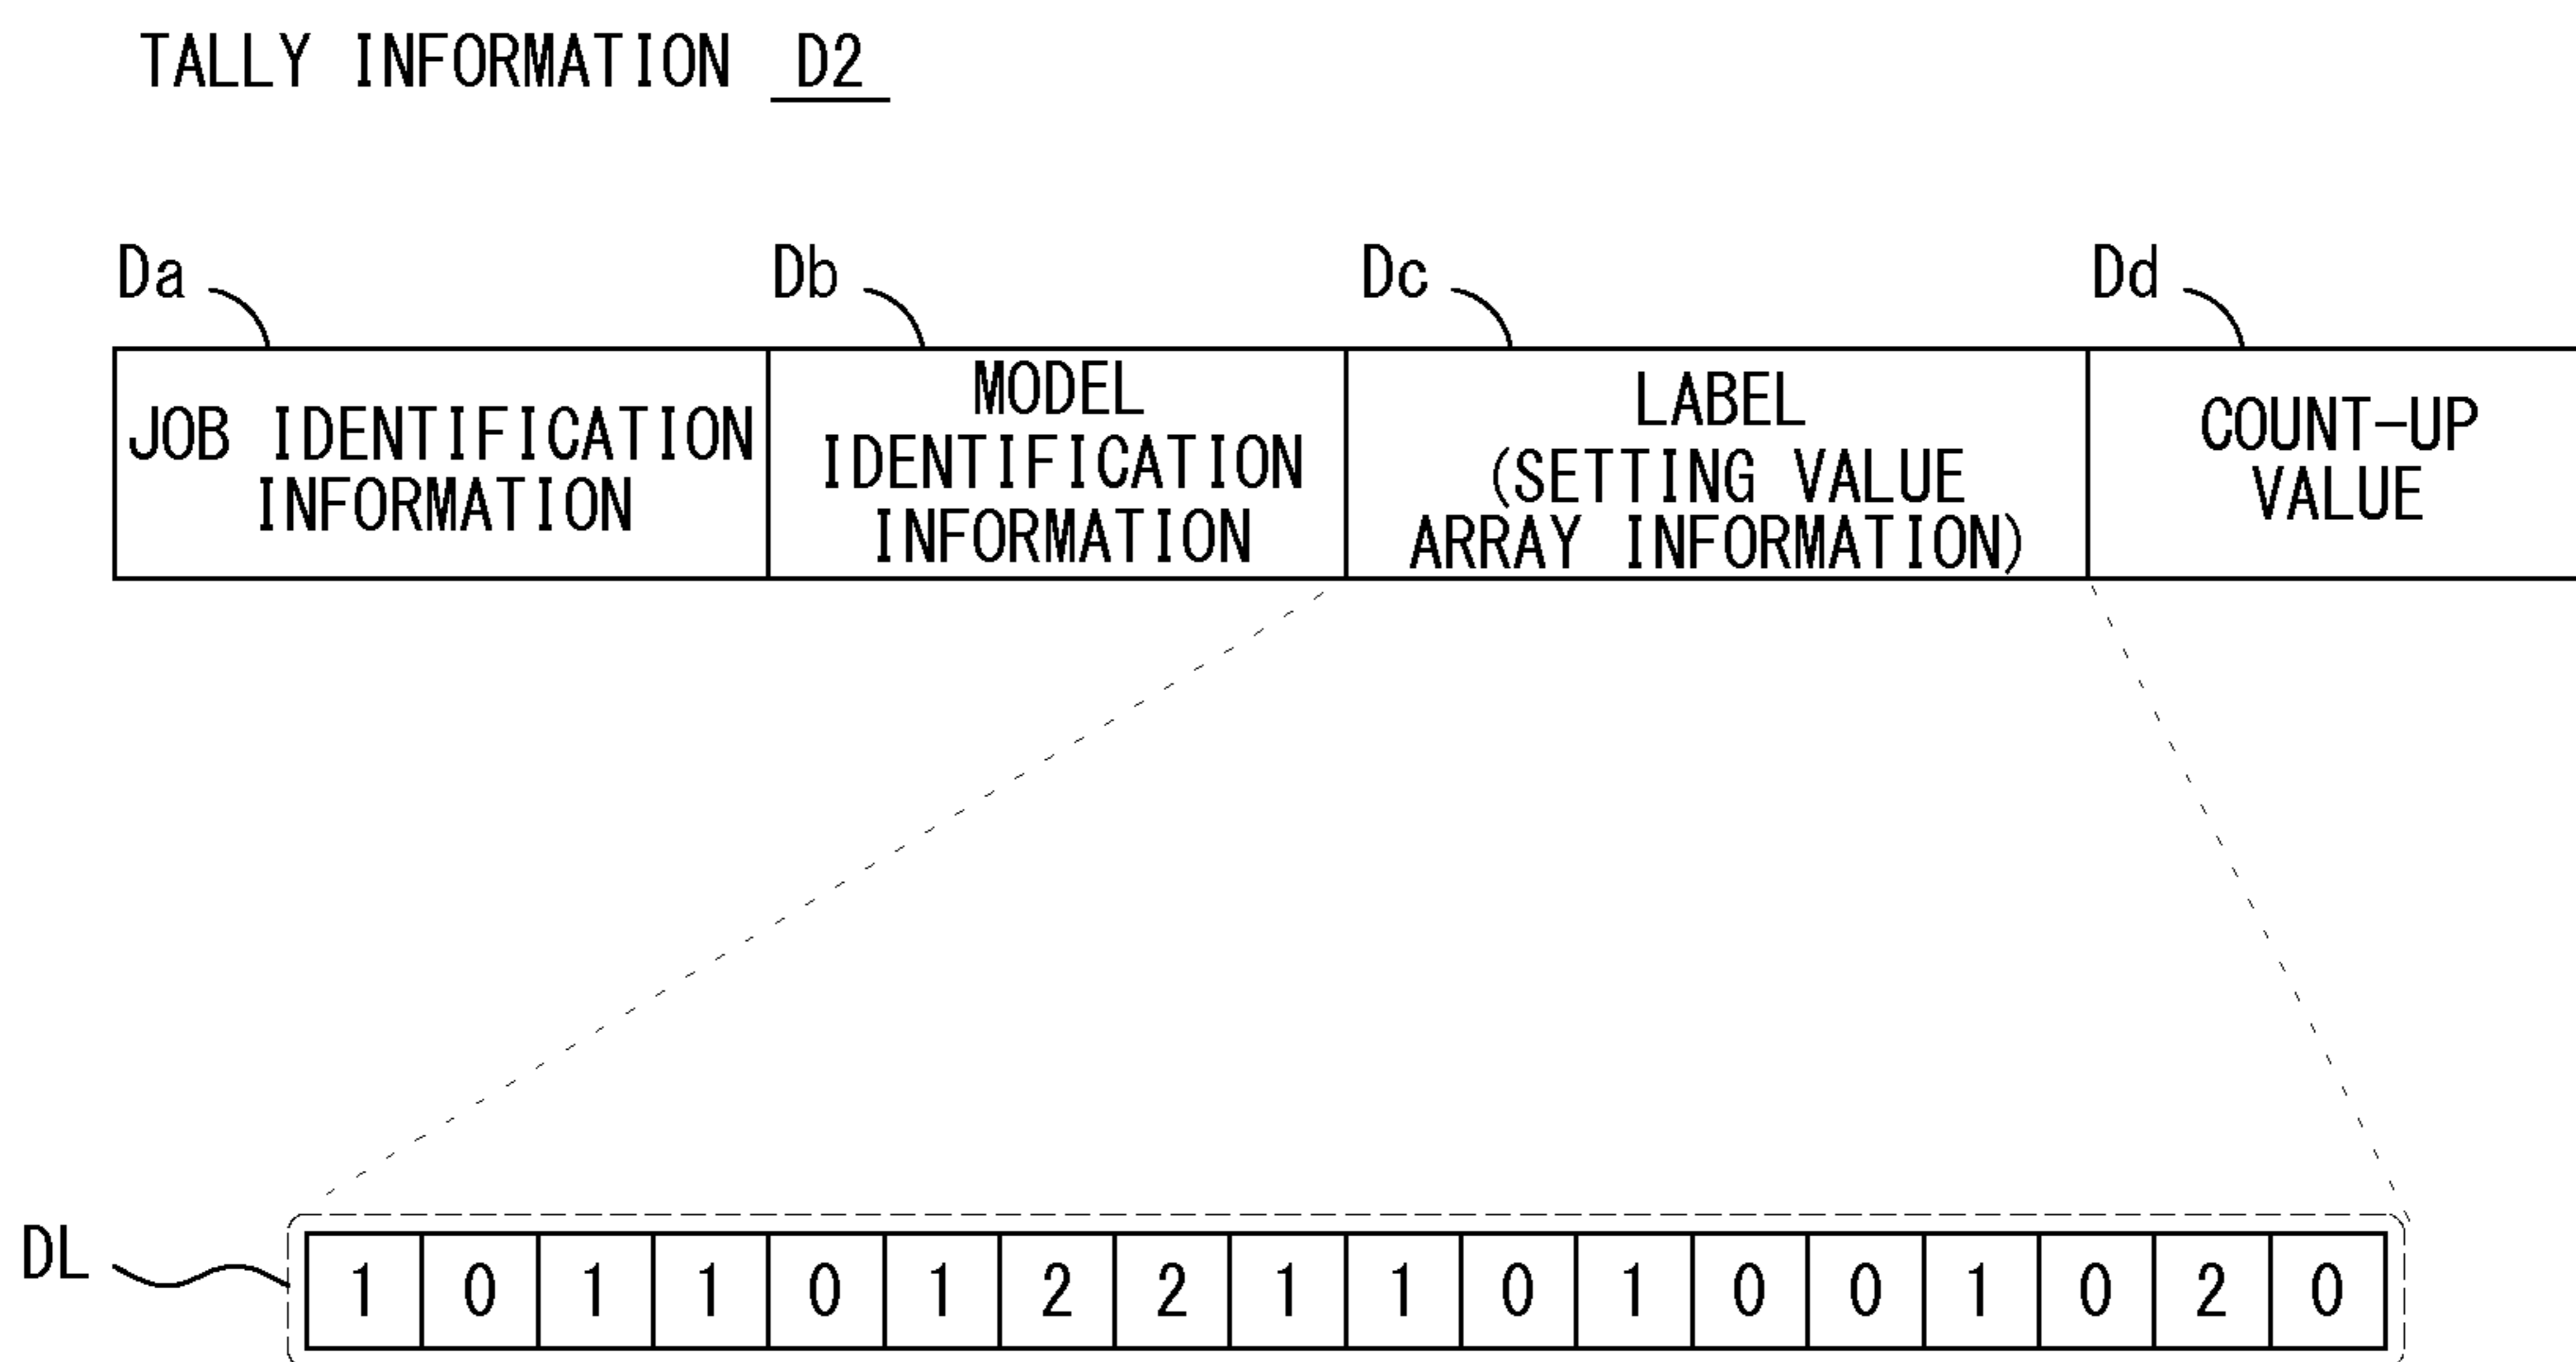 TALLY INFORMATION D2
Da Db Dc Dd
JOB IDENTIFICATION
INFORMATION
MODEL
IDENTIFICATION
INFORMATION
LABEL
(SETTING VALUE
ARRAY INFORMATION)
COUNT-UP
VALUE
DL 1 0 1 1 0 1 2 2 1 1 0 1 0 0 1 0 2 0